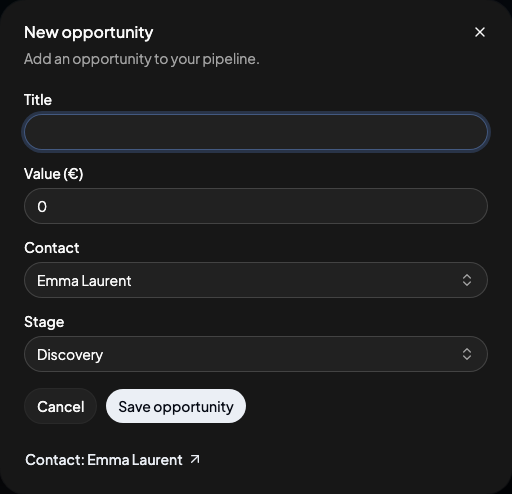 New opportunity
Add an opportunity to your pipeline.
Title
Value (€)
0
Contact
Emma Laurent
Stage
Discovery
Cancel Save opportunity
Contact: Emma Laurent ↗